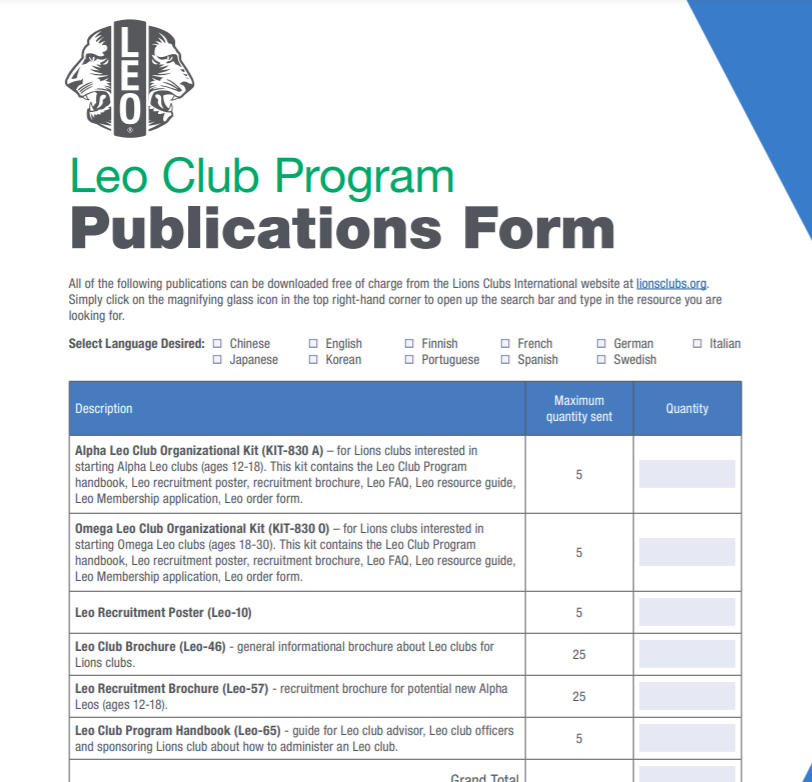 LEO
®
Leo Club Program
Publications Form
All of the following publications can be downloaded free of charge from the Lions Clubs International website at lionsclubs.org.
Simply click on the magnifying glass icon in the top right-hand corner to open up the search bar and type in the resource you are
looking for.
Select Language Desired: ☐ Chinese ☐ English ☐ Finnish ☐ French ☐ German ☐ Italian
☐ Japanese ☐ Korean ☐ Portuguese ☐ Spanish ☐ Swedish
Description
Maximum
quantity sent
Quantity
Alpha Leo Club Organizational Kit (KIT-830 A) – for Lions clubs interested in
starting Alpha Leo clubs (ages 12-18). This kit contains the Leo Club Program
handbook, Leo recruitment poster, recruitment brochure, Leo FAQ, Leo resource guide,
Leo Membership application, Leo order form.
5
Omega Leo Club Organizational Kit (KIT-830 O) – for Lions clubs interested in
starting Omega Leo clubs (ages 18-30). This kit contains the Leo Club Program
handbook, Leo recruitment poster, recruitment brochure, Leo FAQ, Leo resource guide,
Leo Membership application, Leo order form.
5
Leo Recruitment Poster (Leo-10)
5
Leo Club Brochure (Leo-46) - general informational brochure about Leo clubs for
Lions clubs.
25
Leo Recruitment Brochure (Leo-57) - recruitment brochure for potential new Alpha
Leos (ages 12-18).
25
Leo Club Program Handbook (Leo-65) - guide for Leo club advisor, Leo club officers
and sponsoring Lions club about how to administer an Leo club.
5
Grand Total